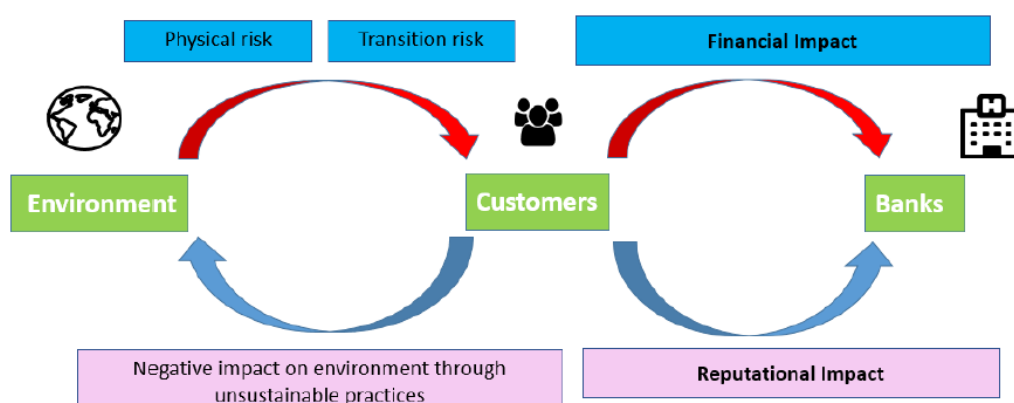 Physical risk
Transition risk
Financial Impact
H
Environment
Customers
Banks
Negative impact on environment through
unsustainable practices
Reputational Impact